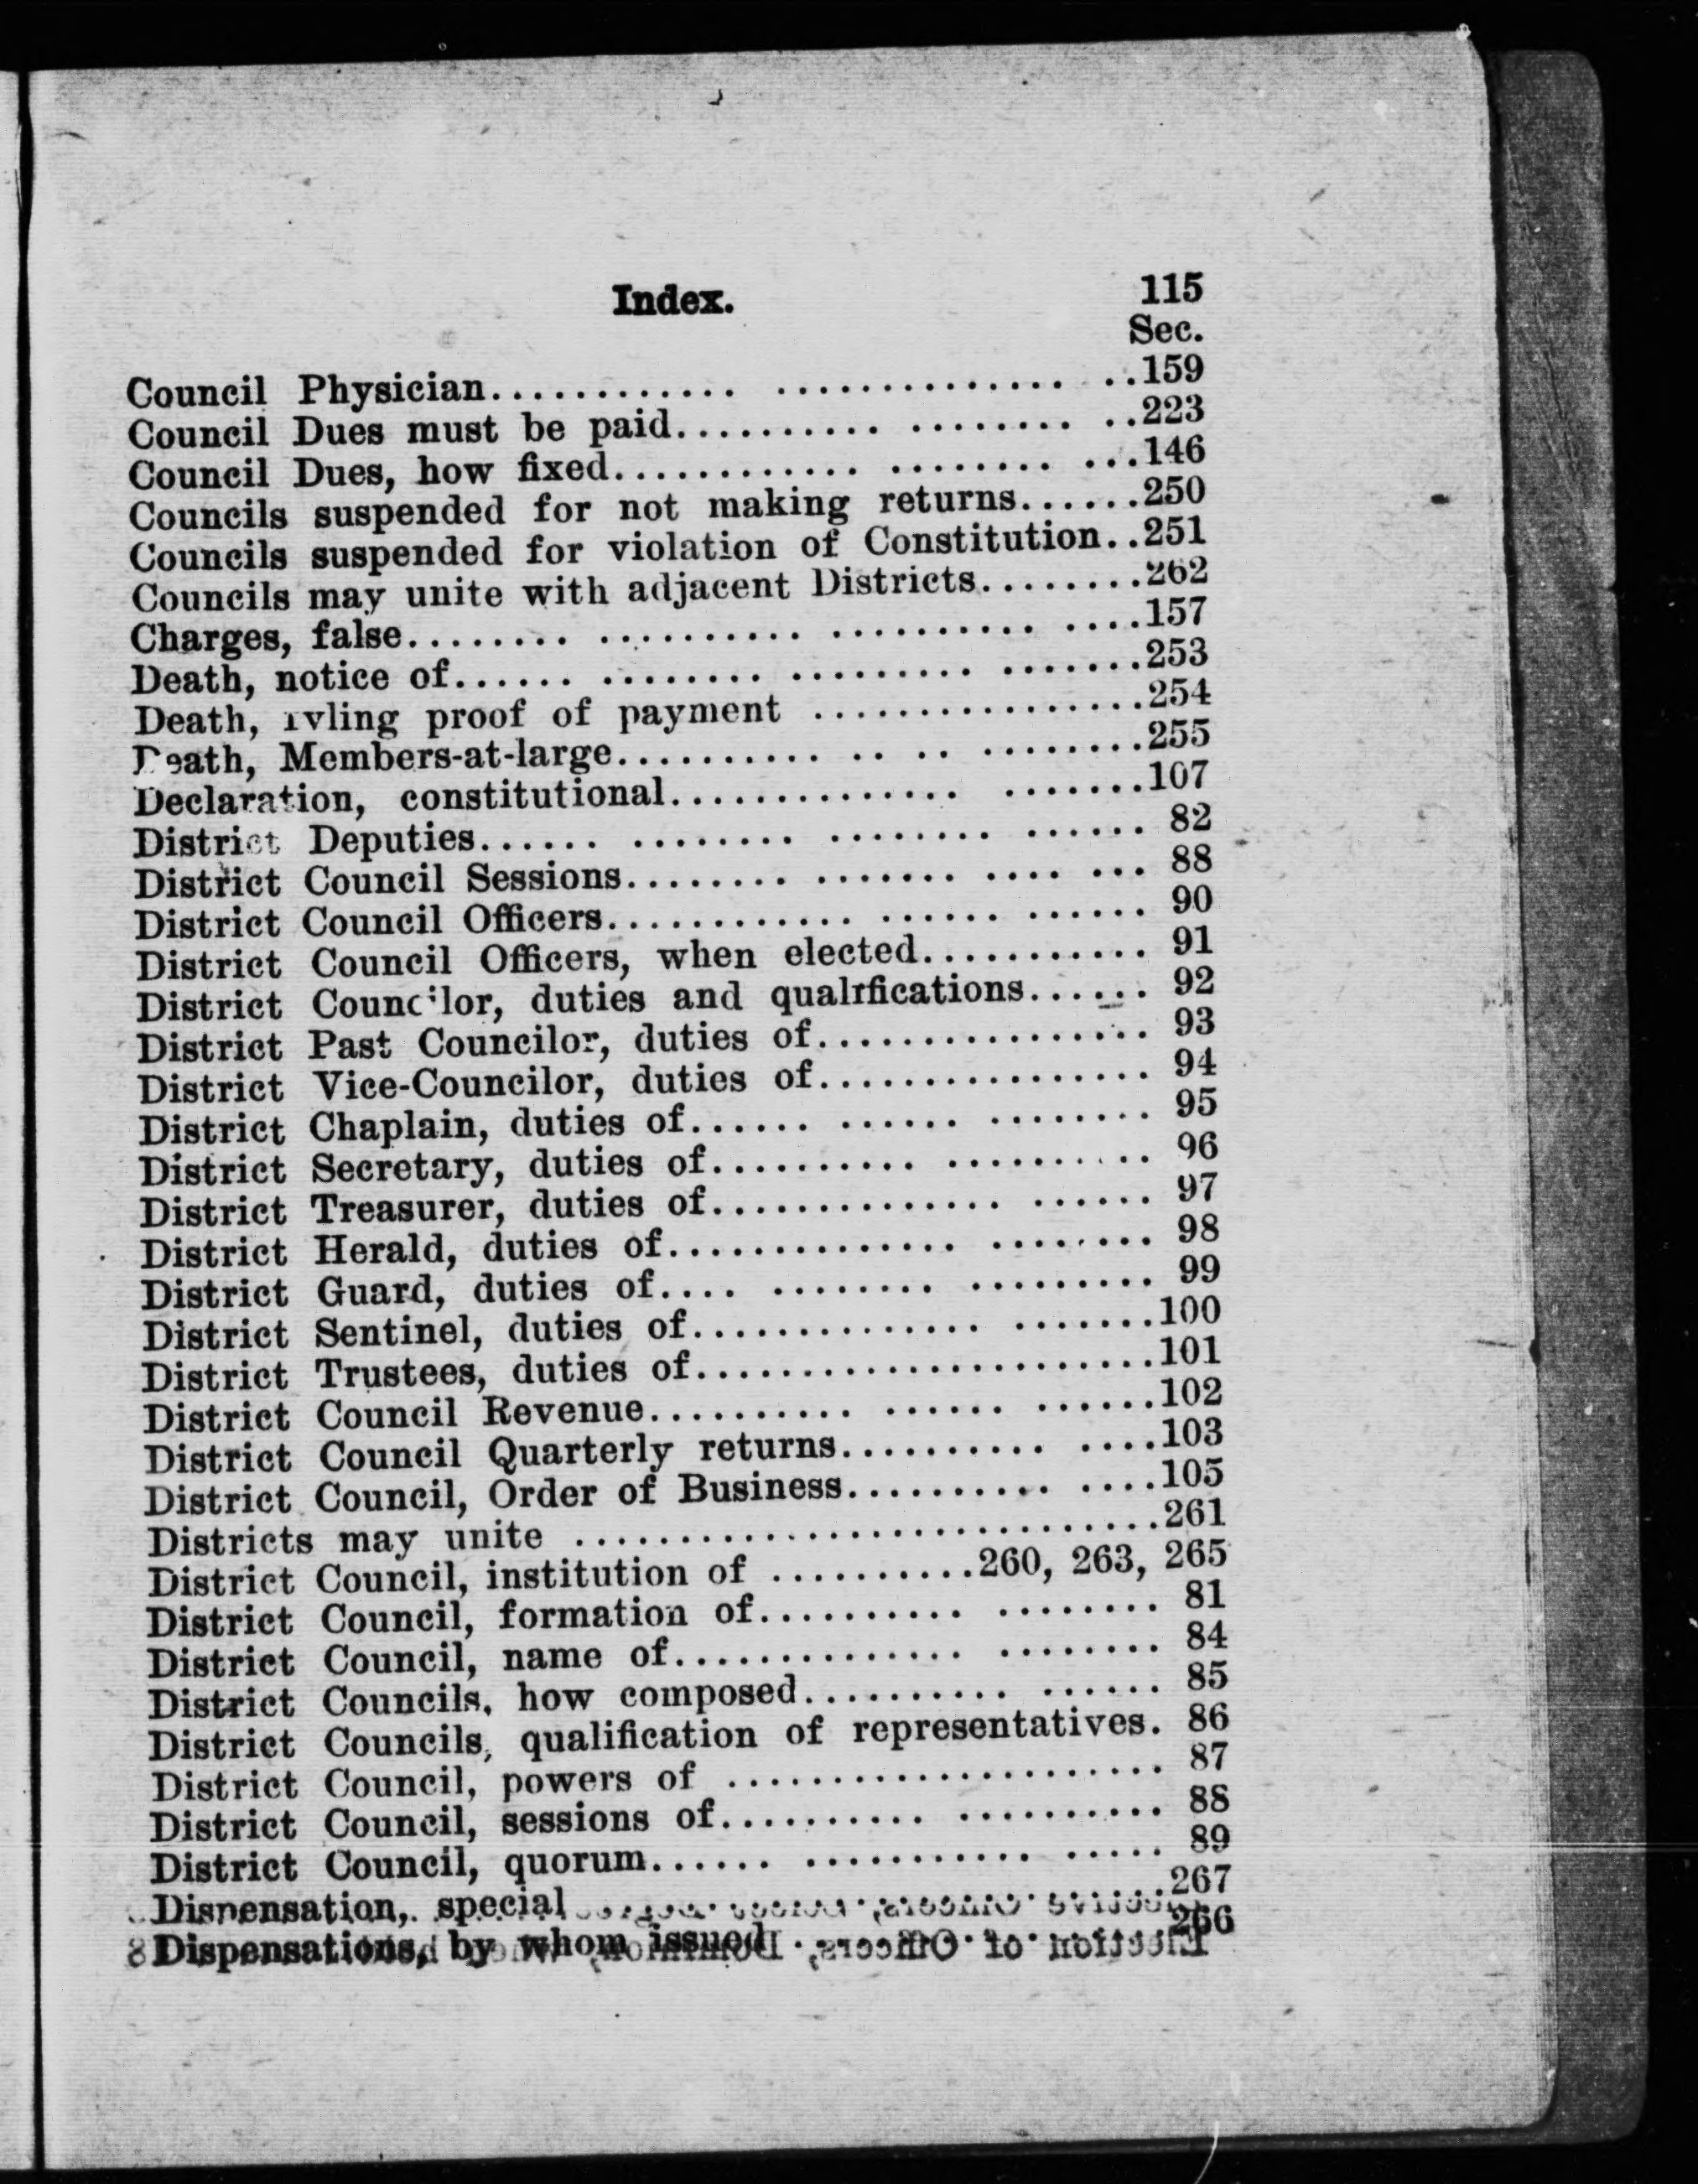 Index. 115
Sec.
Council Physician............ .............. ..159
Council Dues must be paid.......... ........ ..223
Council Dues, how fixed............ ........ ...146
Councils suspended for not making returns......250
Councils suspended for violation of Constitution..251
Councils may unite with adjacent Districts........262
Charges, false........ .......... .......... ....157
Death, notice of...... ........ ......... .......253
Death, proof of payment .................254
Death, Members-at-large.......... .. .. ........255
Declaration, constitutional.............. .......107
District Deputies...... ........ ........ ...... 82
District Council Sessions........ ....... .... ... 88
District Council Officers............ ...... ...... 90
District Council Officers, when elected........... 91
District Councilor, duties and qualrfications...... 92
District Past Councilor, duties of................ 93
District Vice-Councilor, duties of................ 94
District Chaplain, duties of...... ...... ........ 95
District Secretary, duties of.......... .......... 96
District Treasurer, duties of.............. ...... 97
District Herald, duties of.............. ........ 98
District Guard, duties of.... ........ ......... 99
District Sentinel, duties of.............. .......100
District Trustees, duties of......................101
District Council Revenue.......... ...... ......102
District Council Quarterly returns.......... ....103
District Council, Order of Business.......... ....105
Districts may unite ............................261
District Council, institution of ..........260, 263, 265
District Council, formation of.......... ........ 81
District Council, name of.............. ........ 84
District Councils, how composed.......... ...... 85
District Councils, qualification of representatives. 86
District Council, powers of ..................... 87
District Council, sessions of.......... .......... 88
District Council, quorum...... ........... ..... 89
Dispensation, special 267
Dispensations, by whom issued 266